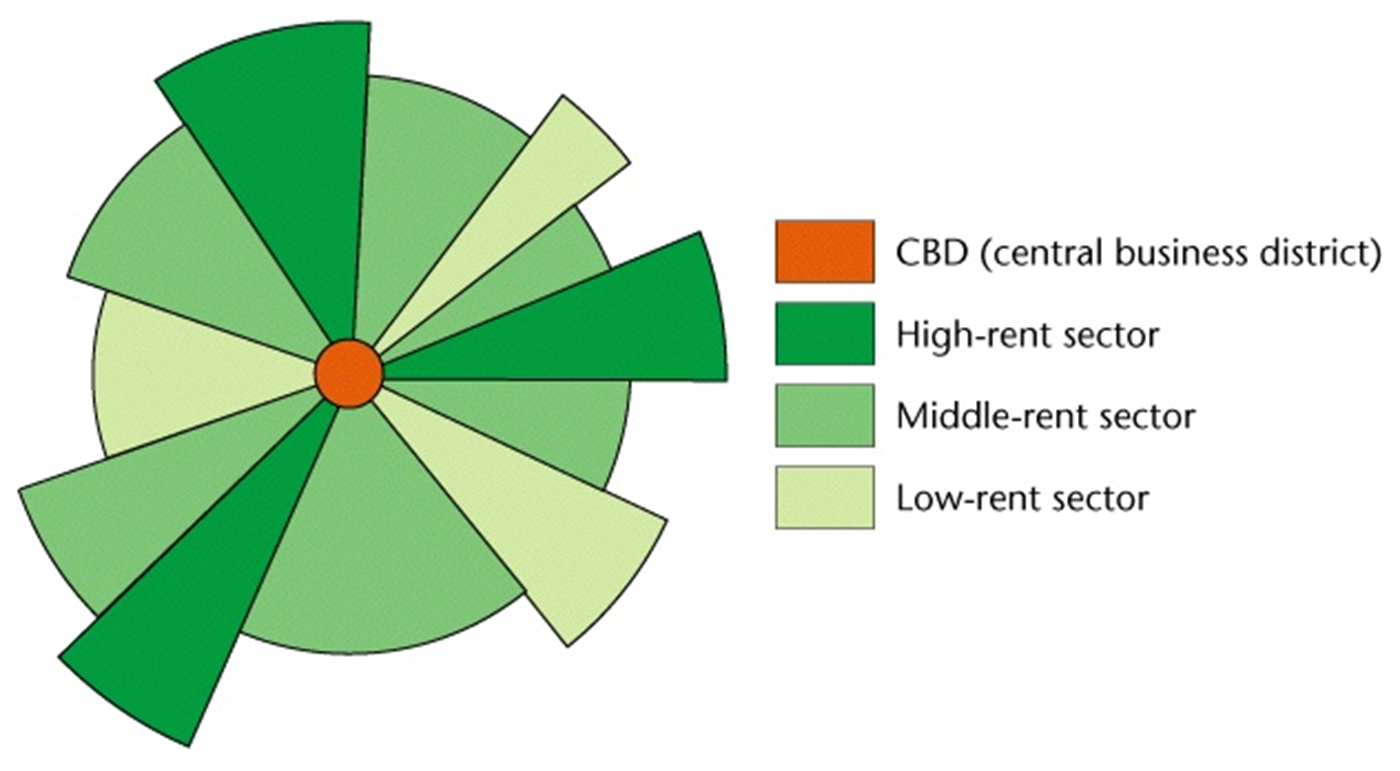 CBD (central business district)
High-rent sector
Middle-rent sector
Low-rent sector